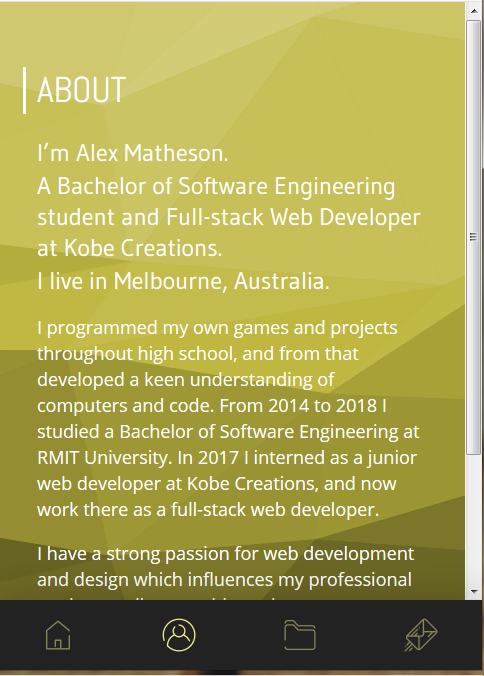 ABOUT
I'm Alex Matheson.
A Bachelor of Software Engineering
student and Full-stack Web Developer
at Kobe Creations.
I live in Melbourne, Australia.
I programmed my own games and projects
throughout high school, and from that
developed a keen understanding of
computers and code. From 2014 to 2018 I
studied a Bachelor of Software Engineering at
RMIT University. In 2017 I interned as a junior
web developer at Kobe Creations, and now
work there as a full-stack web developer.
I have a strong passion for web development
and design which influences my professional